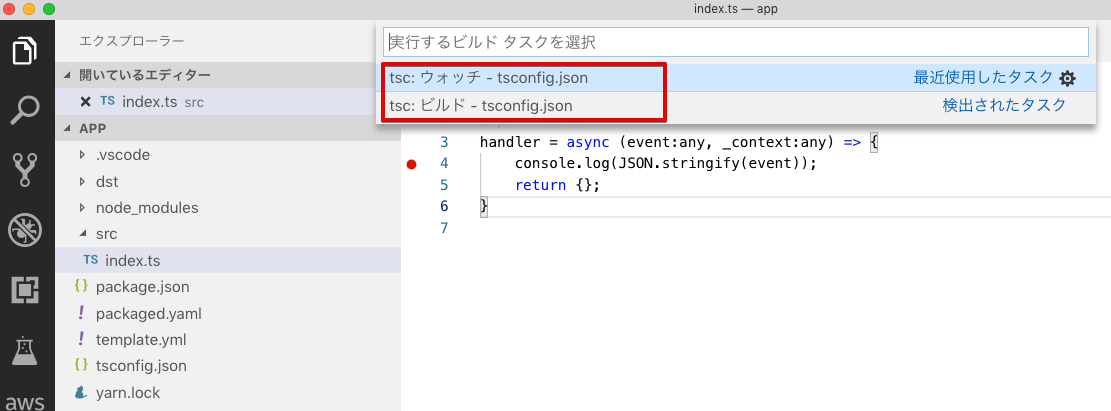 index.ts — app
エクスプローラー
開いているエディター
TS index.ts src
APP
.vscode
dst
node_modules
src
TS index.ts
{} package.json
! packaged.yaml
! template.yml
{} tsconfig.json
yarn.lock
aws
実行するビルド タスクを選択
tsc: ウォッチ - tsconfig.json 最近使用したタスク
tsc: ビルド - tsconfig.json 検出されたタスク
3 handler = async (event:any, _context:any) => {
4 console.log(JSON.stringify(event));
5 return {};
6 }
7